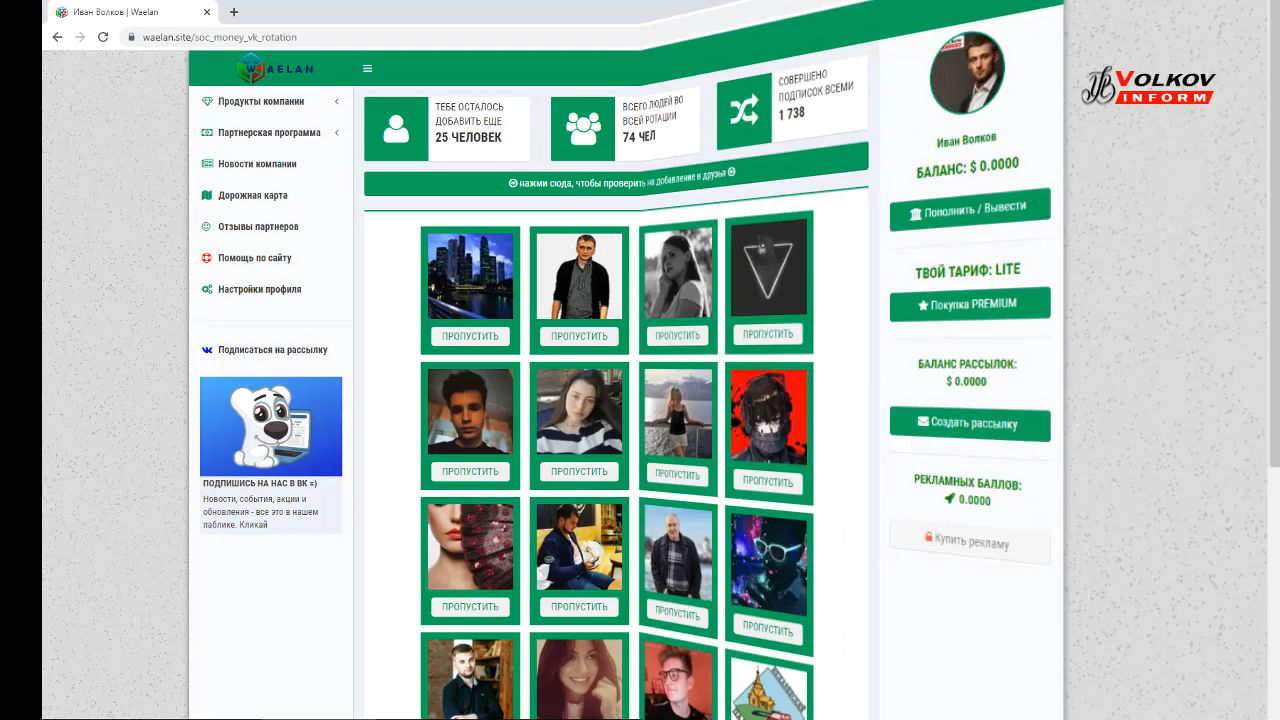 Иван Волков | Waelan
waelan.site/soc_money_vk_rotation
WAELAN
Продукты компании
Партнерская программа
Новости компании
Дорожная карта
Отзывы партнеров
Помощь по сайту
Настройки профиля
Подписаться на рассылку
ПОДПИШИСЬ НА НАС В ВК =)
Новости, события, акции и
обновления - все это в нашем
паблике. Кликай
ТЕБЕ ОСТАЛОСЬ
ДОБАВИТЬ ЕЩЕ
25 ЧЕЛОВЕК
ВСЕГО ЛЮДЕЙ ВО
ВСЕЙ РОТАЦИИ
74 ЧЕЛ
СОВЕРШЕНО
ПОДПИСОК ВСЕМИ
1 738
нажми сюда, чтобы проверить на добавление в друзья
ПРОПУСТИТЬ ПРОПУСТИТЬ ПРОПУСТИТЬ ПРОПУСТИТЬ
ПРОПУСТИТЬ ПРОПУСТИТЬ ПРОПУСТИТЬ ПРОПУСТИТЬ
ПРОПУСТИТЬ ПРОПУСТИТЬ ПРОПУСТИТЬ ПРОПУСТИТЬ
Иван Волков
БАЛАНС: $ 0.0000
Пополнить / Вывести
ТВОЙ ТАРИФ: LITE
Покупка PREMIUM
БАЛАНС РАССЫЛОК:
$ 0.0000
Создать рассылку
РЕКЛАМНЫХ БАЛЛОВ:
0.0000
Купить рекламу
VOLKOV
INFORM